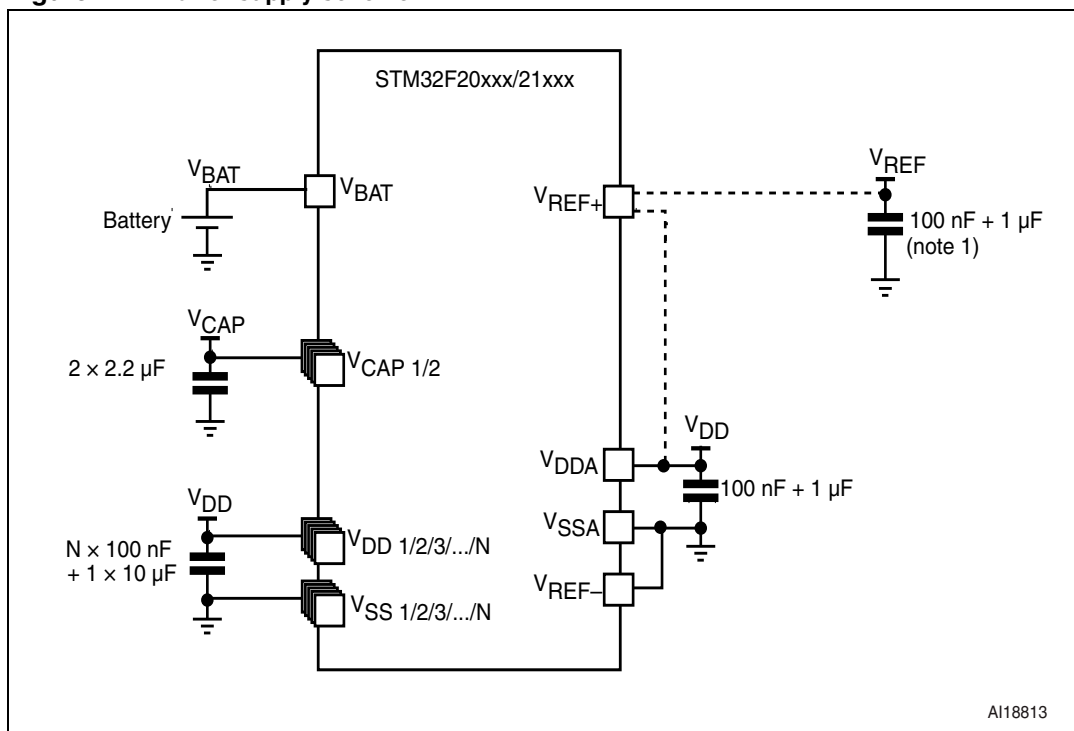 STM32F20xxx/21xxx
VBAT
VBAT
Battery
VREF+
VREF
100 nF + 1 µF
(note 1)
VCAP
2 × 2.2 µF
VCAP 1/2
VDD
VDDA
100 nF + 1 µF
VSSA
VREF–
VDD
N × 100 nF
+ 1 × 10 µF
VDD 1/2/3/.../N
VSS 1/2/3/.../N
AI18813